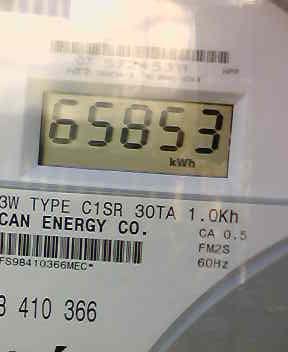 65853
kWh
3W TYPE C1SR 30TA 1.0Kh
CAN ENERGY CO.
CA 0.5
FM2S
60Hz
FS98410366MEC*
410 366